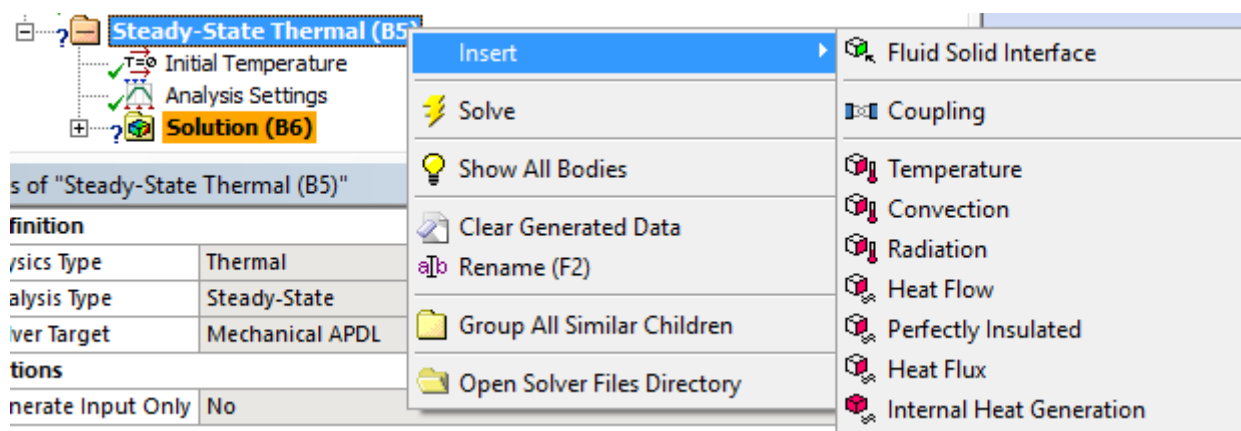 Steady-State Thermal (B5)
Initial Temperature
Analysis Settings
Solution (B6)
s of "Steady-State Thermal (B5)"
finition
ysics Type Thermal
alysis Type Steady-State
lver Target Mechanical APDL
tions
nerate Input Only No
Insert
Solve
Show All Bodies
Clear Generated Data
Rename (F2)
Group All Similar Children
Open Solver Files Directory
Fluid Solid Interface
Coupling
Temperature
Convection
Radiation
Heat Flow
Perfectly Insulated
Heat Flux
Internal Heat Generation